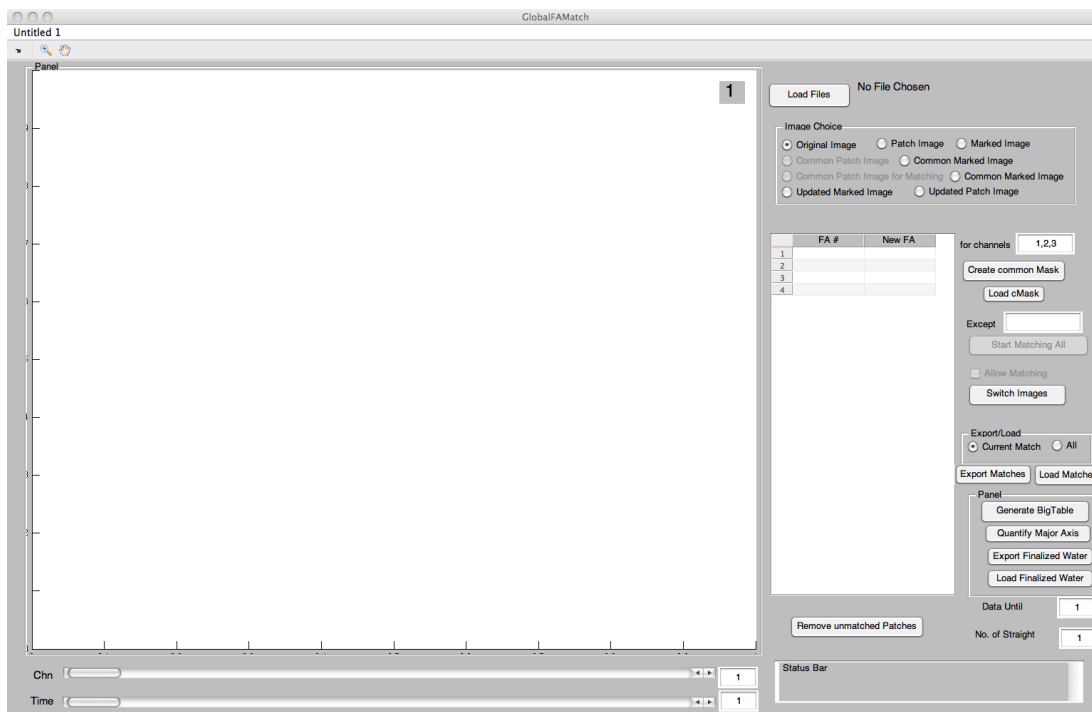 GlobalFAMatch
Untitled 1
Panel
1
Load Files
No File Chosen
Image Choice
Original Image Patch Image Marked Image
Common Patch Image Common Marked Image
Common Patch Image for Matching Common Marked Image
Updated Marked Image Updated Patch Image
FA # New FA
1
2
3
4
for channels 1,2,3
Create common Mask
Load cMask
Except
Start Matching All
Allow Matching
Switch Images
Export/Load
Current Match All
Export Matches Load Matche
Panel
Generate BigTable
Quantify Major Axis
Export Finalized Water
Load Finalized Water
Data Until 1
No. of Straight 1
Remove unmatched Patches
Chn 1
Time 1
Status Bar